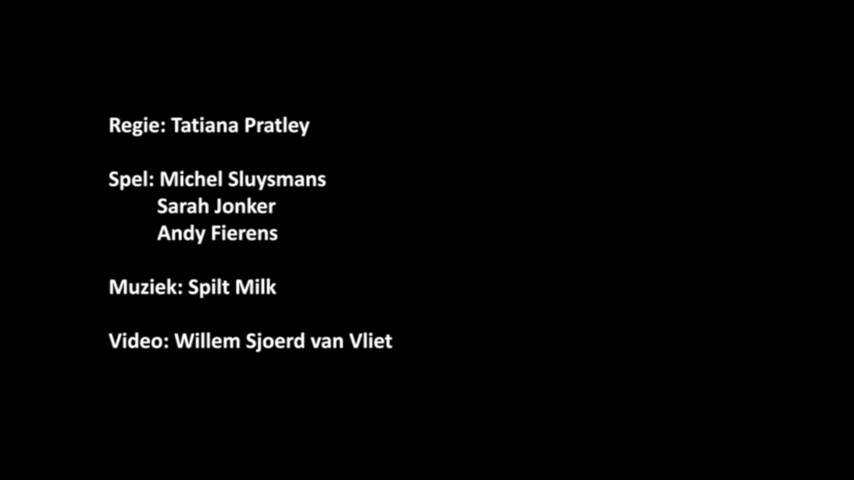 Regie: Tatiana Pratley
Spel: Michel Sluysmans
Sarah Jonker
Andy Fierens
Muziek: Spilt Milk
Video: Willem Sjoerd van Vliet